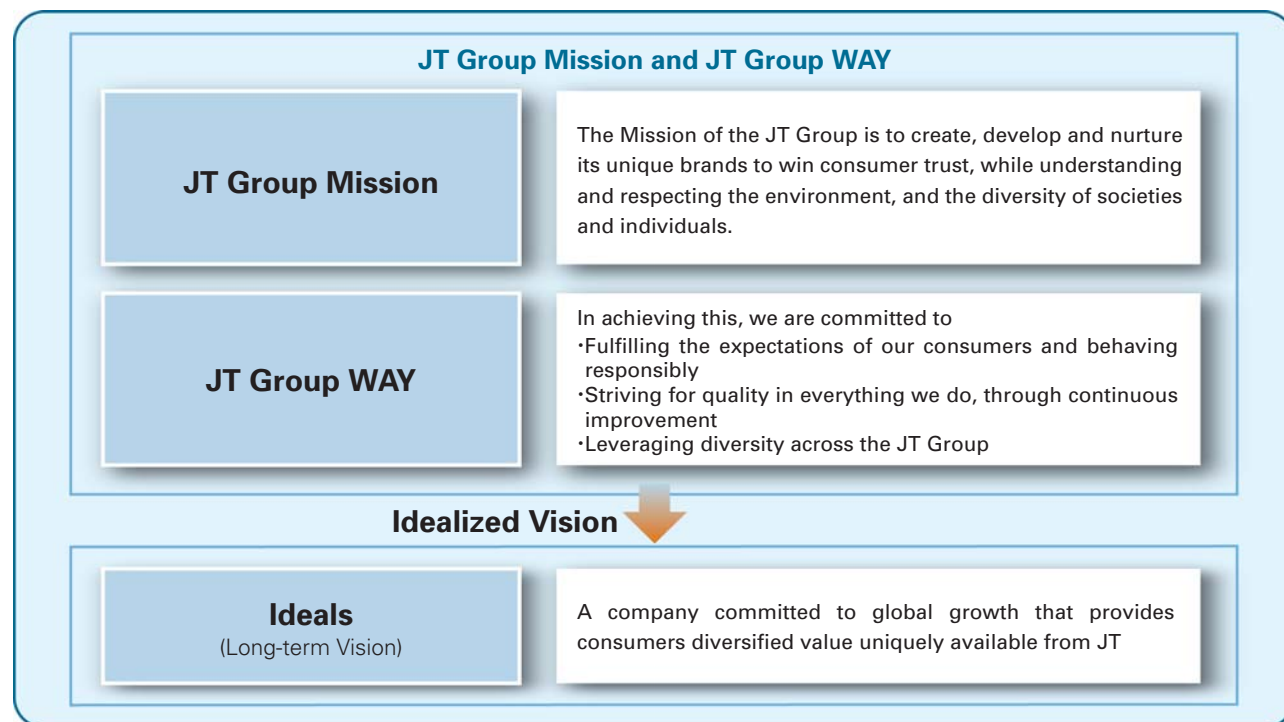 JT Group Mission and JT Group WAY
JT Group Mission
The Mission of the JT Group is to create, develop and nurture
its unique brands to win consumer trust, while understanding
and respecting the environment, and the diversity of societies
and individuals.
JT Group WAY
In achieving this, we are committed to
・Fulfilling the expectations of our consumers and behaving
responsibly
・Striving for quality in everything we do, through continuous
improvement
・Leveraging diversity across the JT Group
Idealized Vision
Ideals
(Long-term Vision)
A company committed to global growth that provides
consumers diversified value uniquely available from JT